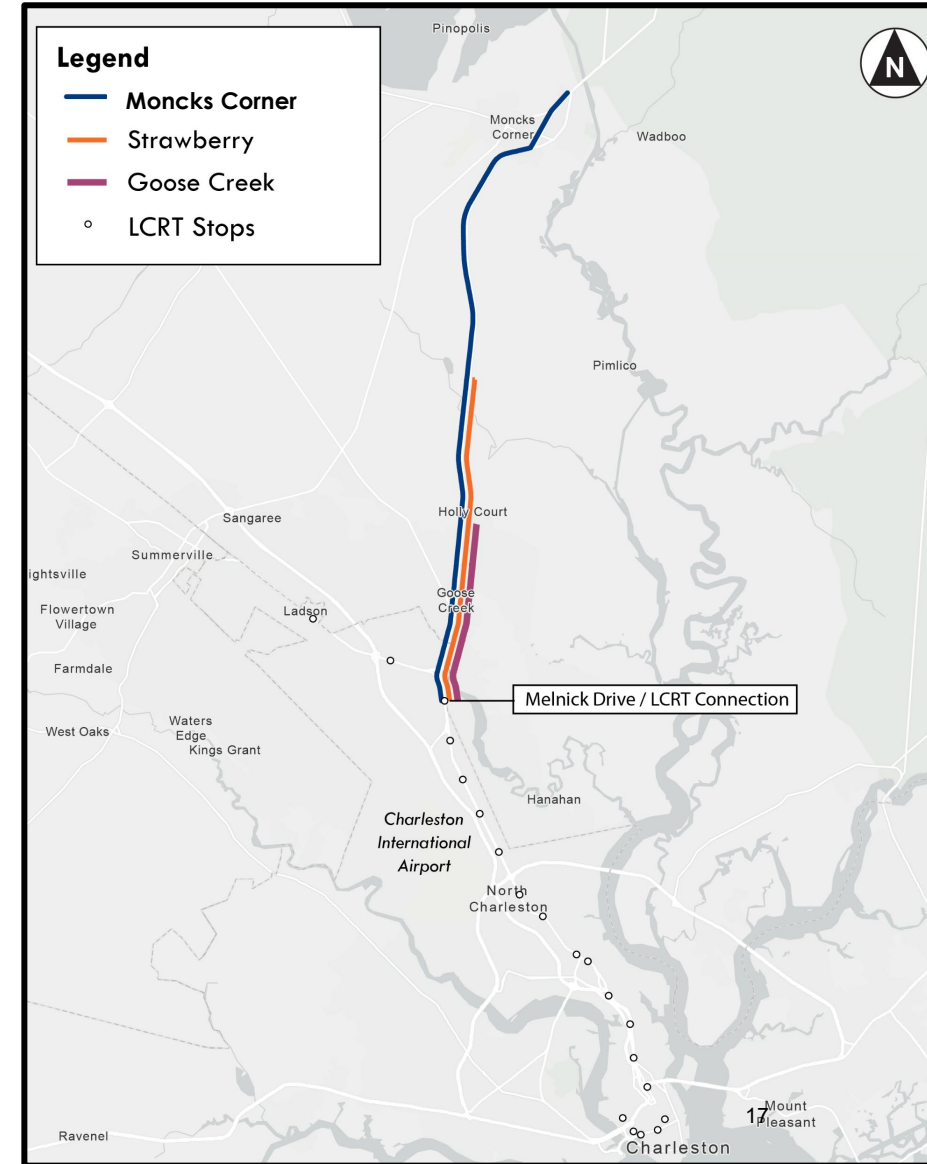 Legend
Moncks Corner
Strawberry
Goose Creek
LCRT Stops
N
Pinopolis
Moncks
Corner
Wadboo
Pimlico
Holly Court
Sangaree
Summerville
ightsville
Flowertown
Village
Ladson
Goose
Creek
Farmdale
Melnick Drive / LCRT Connection
West Oaks
Waters
Edge
Kings Grant
Hanahan
Charleston
International
Airport
North
Charleston
17
Mount
Pleasant
Ravenel
Charleston